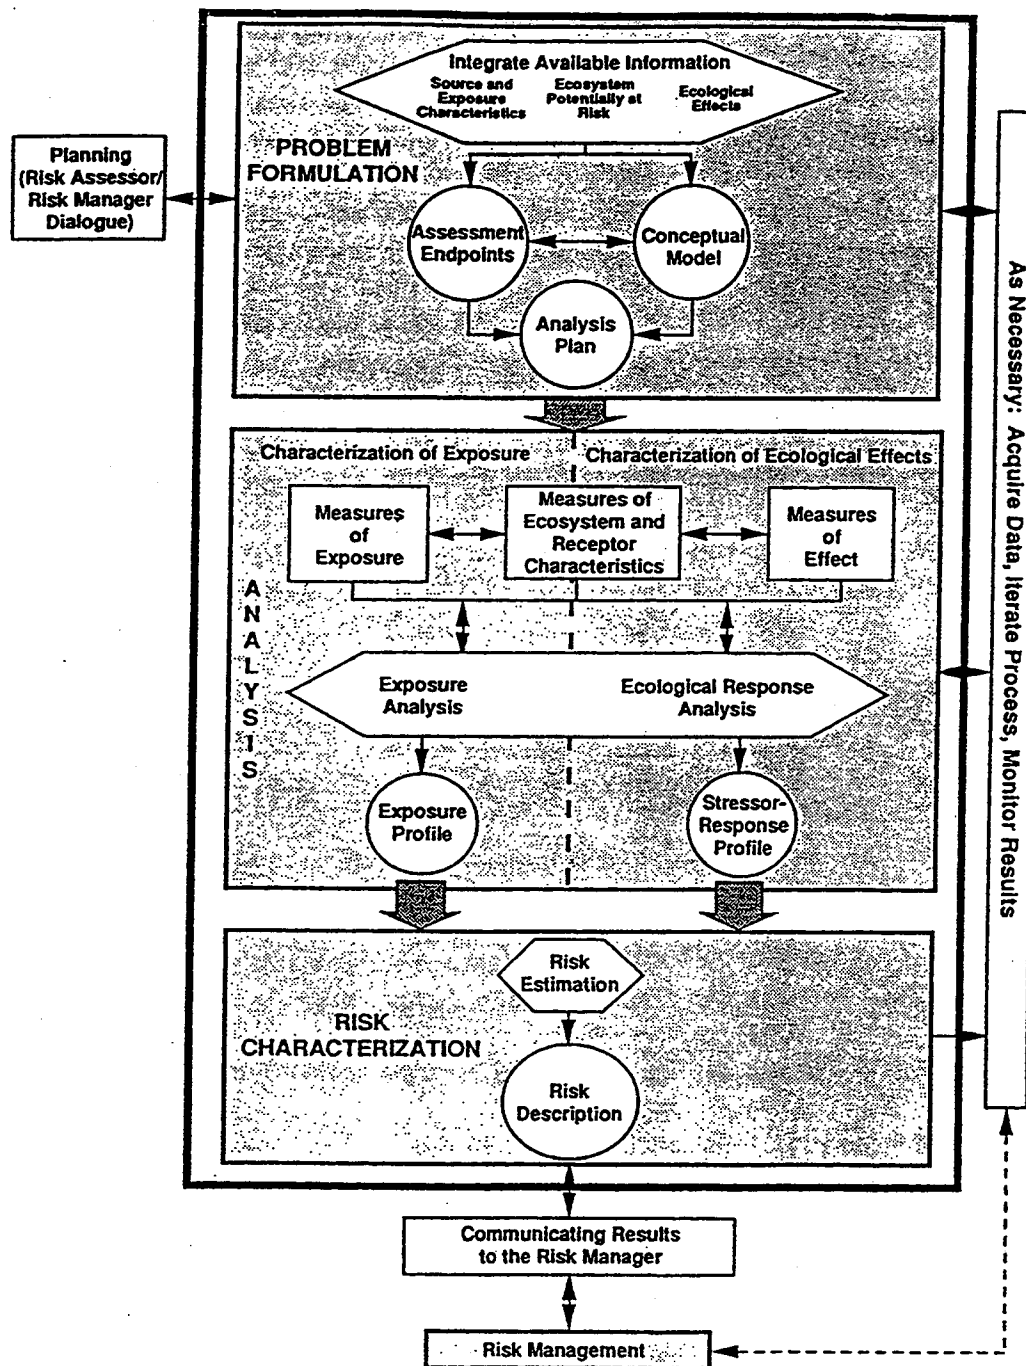 Integrate Available Information
Source and
Exposure
Characteristics
Ecosystem
Potentially at
Risk
Ecological
Effects
Planning
(Risk Assessor/
Risk Manager
Dialogue)
PROBLEM
FORMULATION
Assessment
Endpoints
Conceptual
Model
Analysis
Plan
As Necessary: Acquire Data, Iterate Process, Monitor Results
Characterization of Exposure
Characterization of Ecological Effects
Measures
of
Exposure
Measures of
Ecosystem and
Receptor
Characteristics
Measures
of
Effect
ANALYSIS
Exposure
Analysis
Ecological Response
Analysis
Exposure
Profile
Stressor-
Response
Profile
Risk
Estimation
RISK
CHARACTERIZATION
Risk
Description
Communicating Results
to the Risk Manager
Risk Management